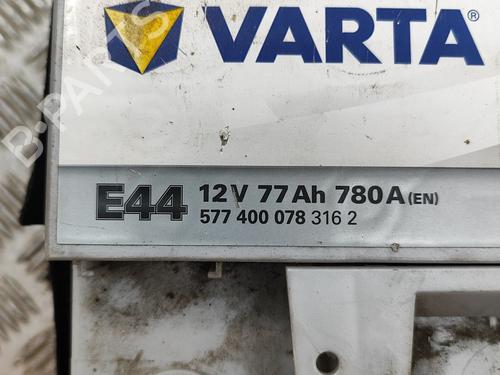 VARTA®
E44 12V 77Ah 780A (EN)
577 400 078 316 2
B-PARTS